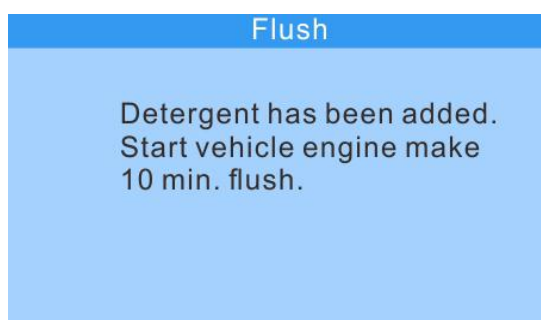 Flush
Detergent has been added.
Start vehicle engine make
10 min. flush.